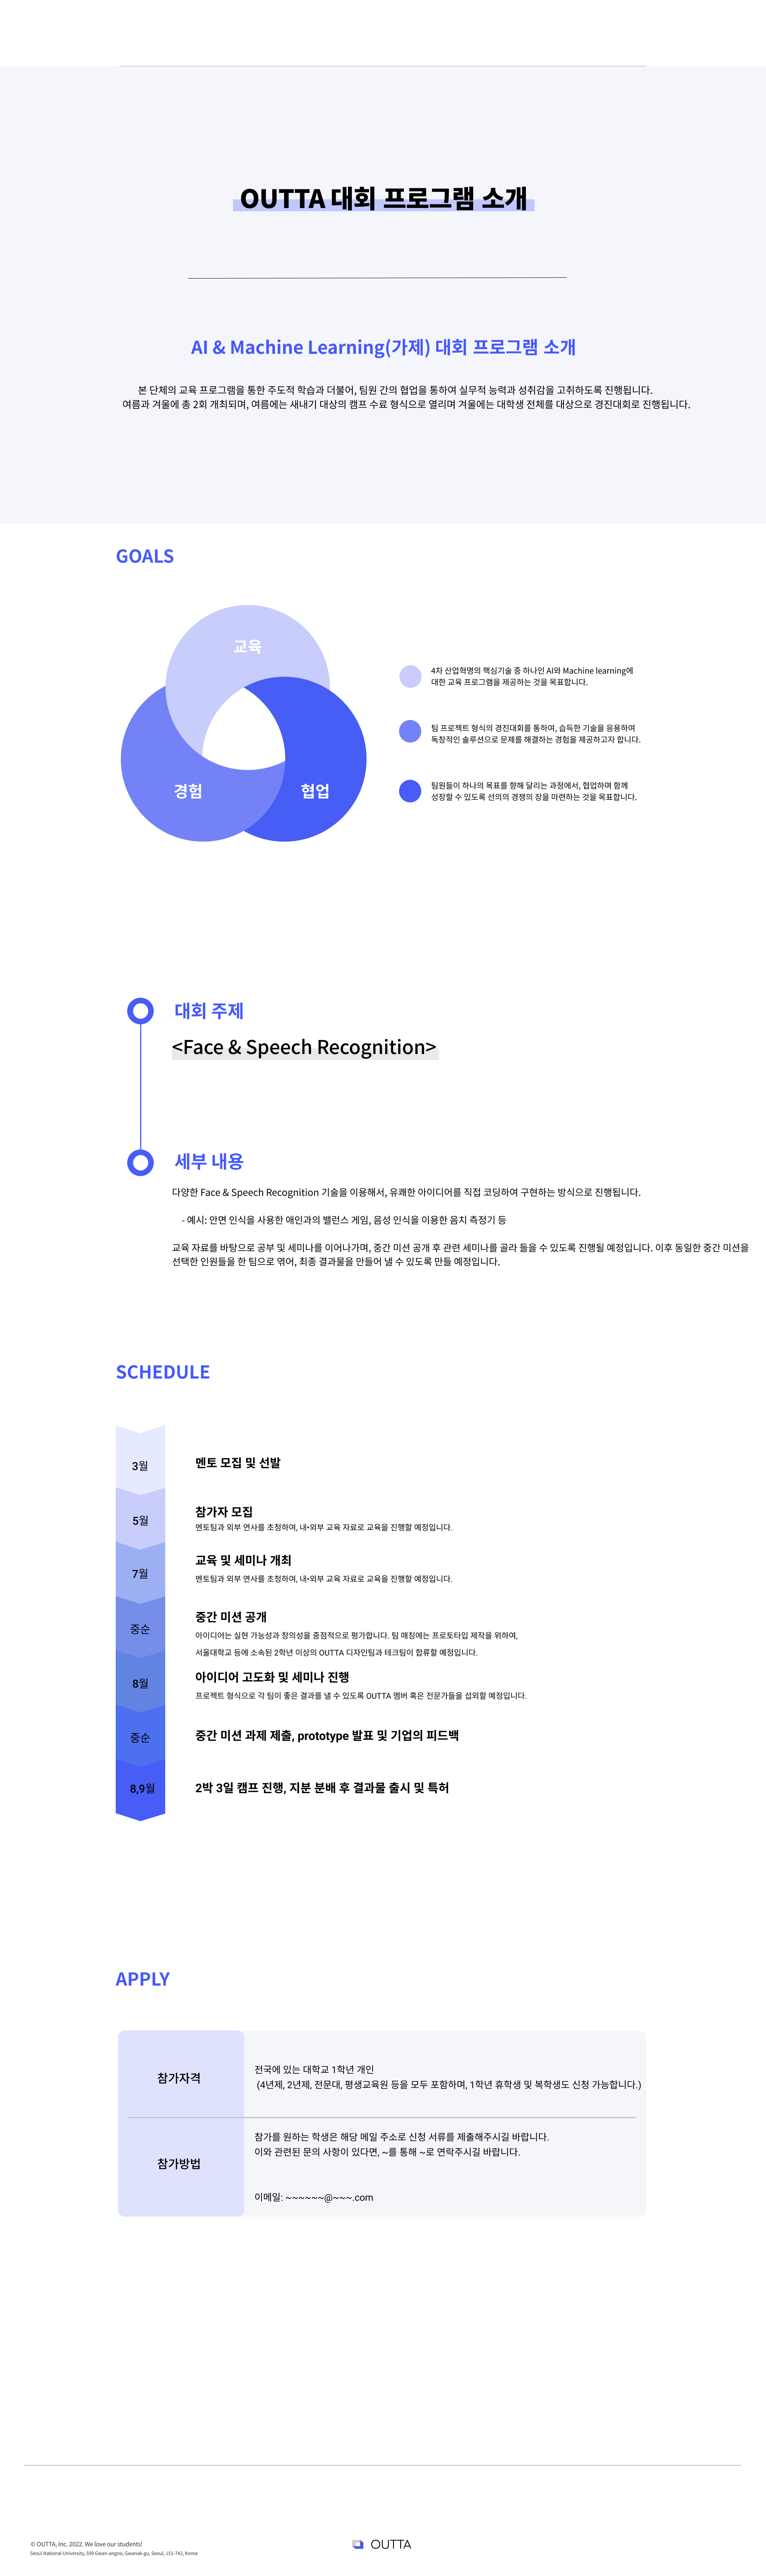 OUTTA 대회 프로그램 소개
AI & Machine Learning(가제) 대회 프로그램 소개
본 단체의 교육 프로그램을 통한 주도적 학습과 더불어, 팀원 간의 협업을 통하여 실무적 능력과 성취감을 고취하도록 진행됩니다.
여름과 겨울에 총 2회 개최되며, 여름에는 새내기 대상의 캠프 수료 형식으로 열리며 겨울에는 대학생 전체를 대상으로 경진대회로 진행됩니다.
GOALS
교육
경험
협업
4차 산업혁명의 핵심기술 중 하나인 AI와 Machine learning에
대한 교육 프로그램을 제공하는 것을 목표합니다.
팀 프로젝트 형식의 경진대회를 통하여, 습득한 기술을 응용하여
독창적인 솔루션으로 문제를 해결하는 경험을 제공하고자 합니다.
팀원들이 하나의 목표를 향해 달리는 과정에서, 협업하며 함께
성장할 수 있도록 선의의 경쟁의 장을 마련하는 것을 목표합니다.
대회 주제
<Face & Speech Recognition>
세부 내용
다양한 Face & Speech Recognition 기술을 이용해서, 유쾌한 아이디어를 직접 코딩하여 구현하는 방식으로 진행됩니다.
- 예시: 안면 인식을 사용한 애인과의 밸런스 게임, 음성 인식을 이용한 음치 측정기 등
교육 자료를 바탕으로 공부 및 세미나를 이어나가며, 중간 미션 공개 후 관련 세미나를 골라 들을 수 있도록 진행될 예정입니다. 이후 동일한 중간 미션을
선택한 인원들을 한 팀으로 엮어, 최종 결과물을 만들어 낼 수 있도록 만들 예정입니다.
SCHEDULE
3월
멘토 모집 및 선발
5월
참가자 모집
멘토팀과 외부 연사를 초청하여, 내•외부 교육 자료로 교육을 진행할 예정입니다.
7월
교육 및 세미나 개최
멘토팀과 외부 연사를 초청하여, 내•외부 교육 자료로 교육을 진행할 예정입니다.
중순
중간 미션 공개
아이디어는 실현 가능성과 창의성을 중점적으로 평가합니다. 팀 매칭에는 프로토타입 제작을 위하여,
서울대학교 등에 소속된 2학년 이상의 OUTTA 디자인팀과 테크팀이 합류할 예정입니다.
8월
아이디어 고도화 및 세미나 진행
프로젝트 형식으로 각 팀이 좋은 결과를 낼 수 있도록 OUTTA 멤버 혹은 전문가들을 섭외할 예정입니다.
중순
중간 미션 과제 제출, prototype 발표 및 기업의 피드백
8,9월
2박 3일 캠프 진행, 지분 분배 후 결과물 출시 및 특허
APPLY
참가자격
전국에 있는 대학교 1학년 개인
(4년제, 2년제, 전문대, 평생교육원 등을 모두 포함하며, 1학년 휴학생 및 복학생도 신청 가능합니다.)
참가방법
참가를 원하는 학생은 해당 메일 주소로 신청 서류를 제출해주시길 바랍니다.
이와 관련된 문의 사항이 있다면, ~를 통해 ~로 연락주시길 바랍니다.
이메일: ~~~~~~@~~~.com
© OUTTA, Inc. 2022. We love our students!
Seoul National University, 599 Gwan-angno, Gwanak-gu, Seoul, 151-742, Korea
OUTTA